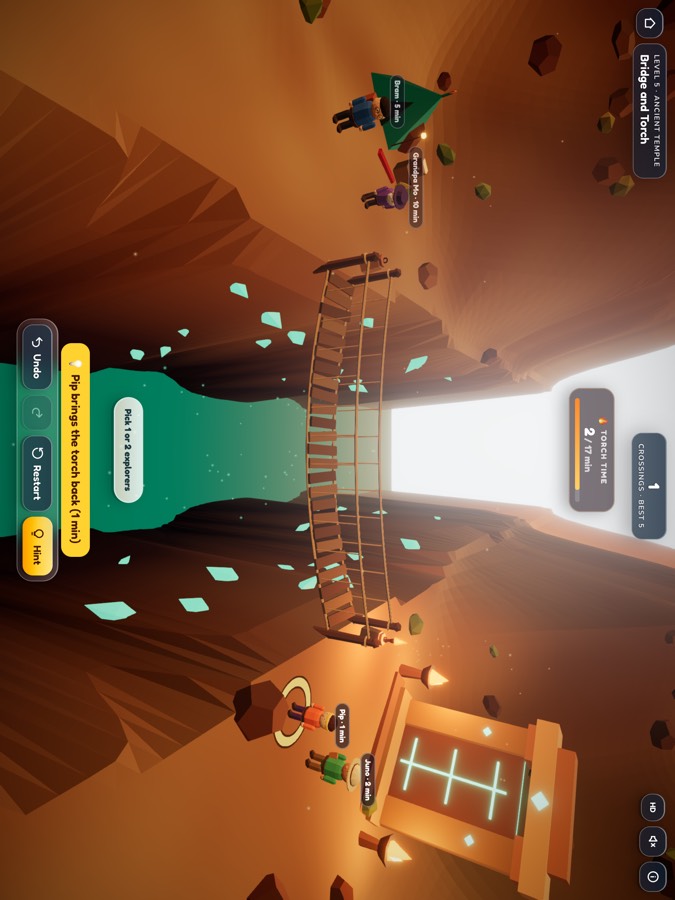 LEVEL 5 · ANCIENT TEMPLE
Bridge and Torch
1
CROSSINGS · BEST 5
HD
🔥 TORCH TIME
2 / 17 min
Grandpa Mo · 10 min
Bram · 5 min
Juno · 2 min
Pip · 1 min
Pick 1 or 2 explorers
💡 Pip brings the torch back (1 min)
Undo
Restart
Hint